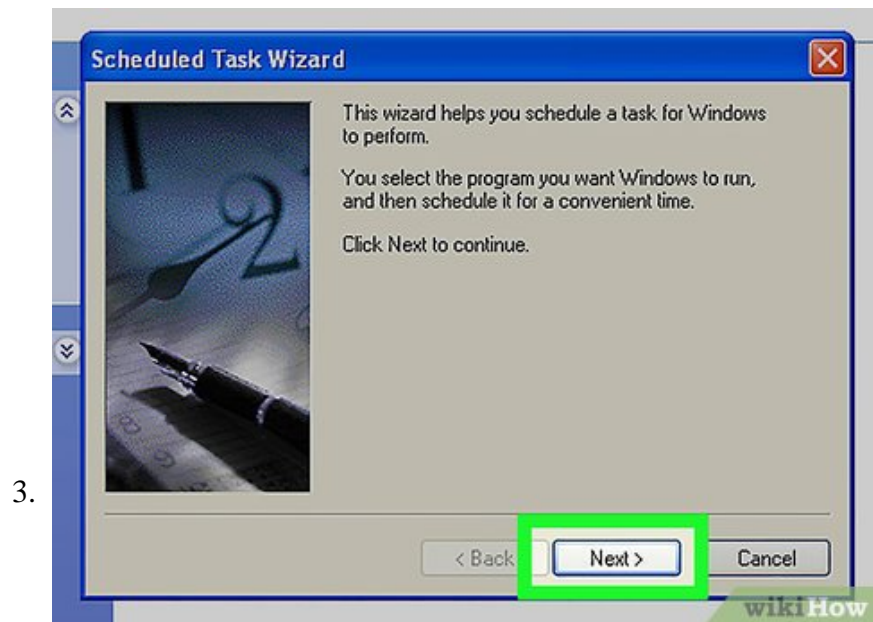 Scheduled Task Wizard
This wizard helps you schedule a task for Windows
to perform.
You select the program you want Windows to run,
and then schedule it for a convenient time.
Click Next to continue.
3.
< Back
Next >
Cancel
wikiHow